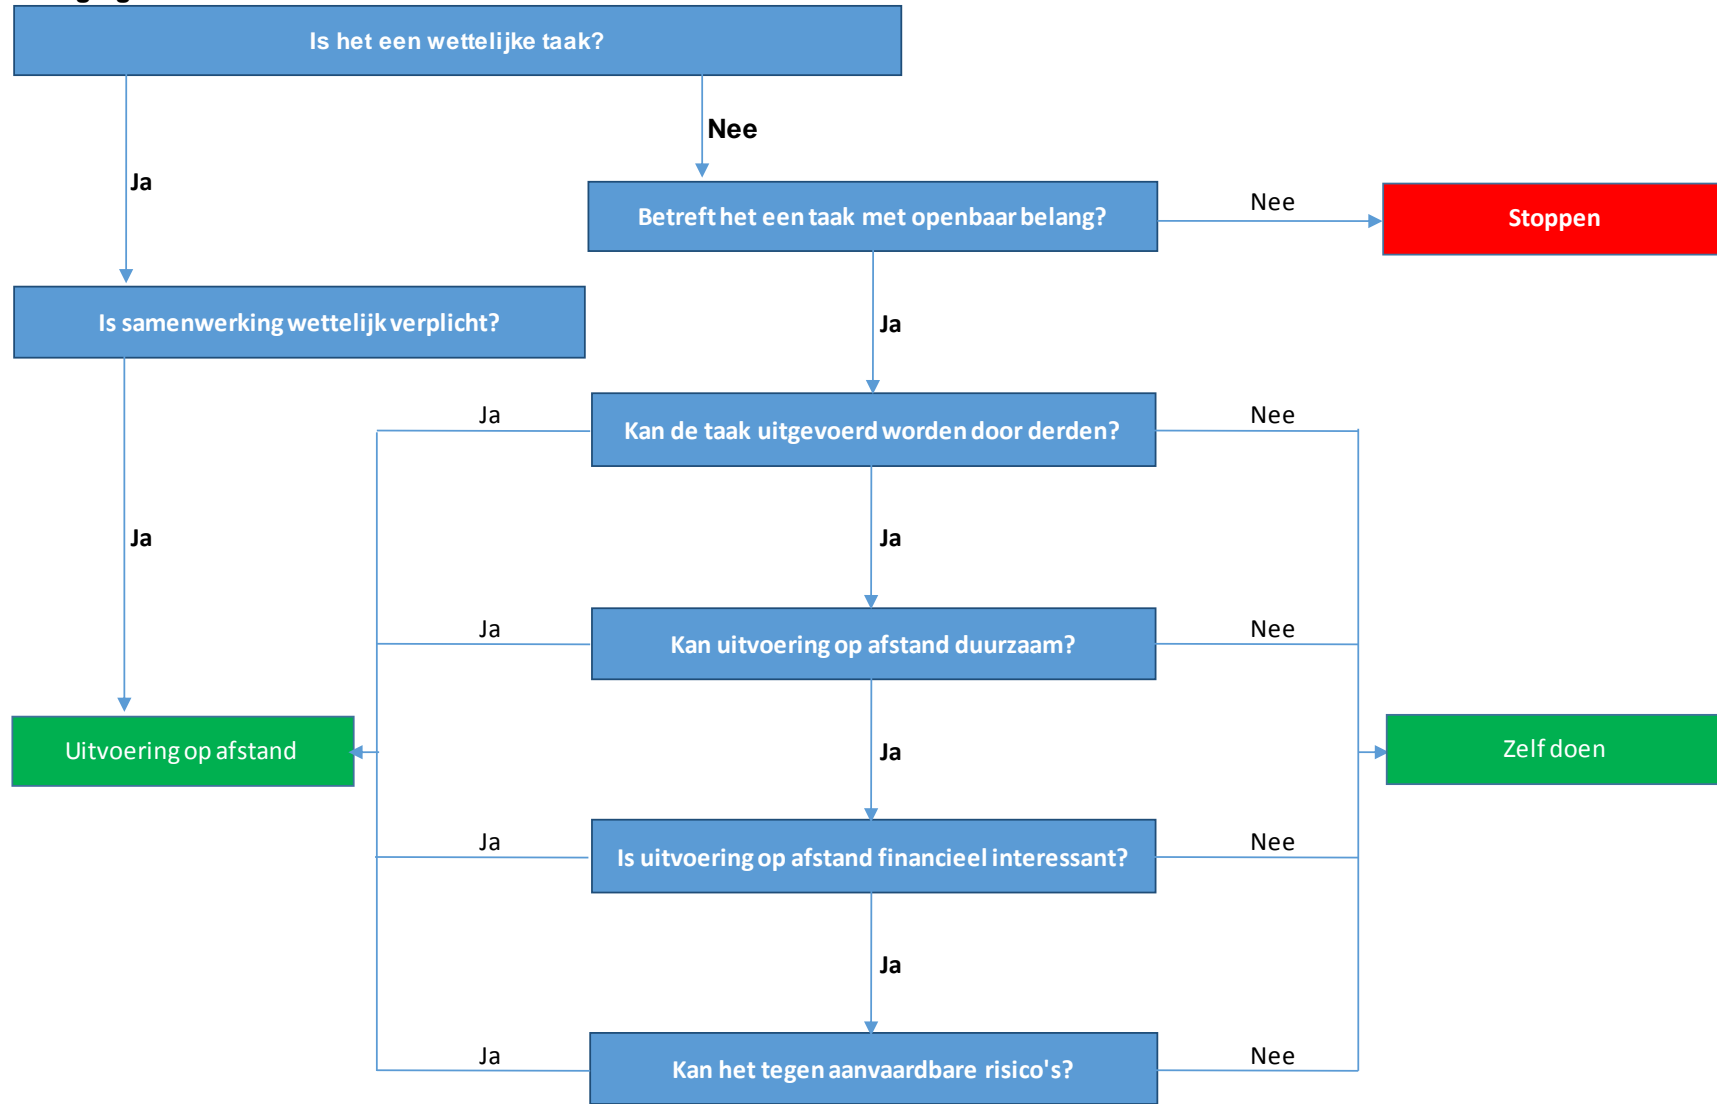 Is het een wettelijke taak?
Nee
Ja
Betreft het een taak met openbaar belang?
Nee
Stoppen
Is samenwerking wettelijk verplicht?
Ja
Ja
Kan de taak uitgevoerd worden door derden?
Nee
Ja
Ja
Ja
Kan uitvoering op afstand duurzaam?
Nee
Uitvoering op afstand
Ja
Zelf doen
Ja
Is uitvoering op afstand financieel interessant?
Nee
Ja
Ja
Kan het tegen aanvaardbare risico's?
Nee